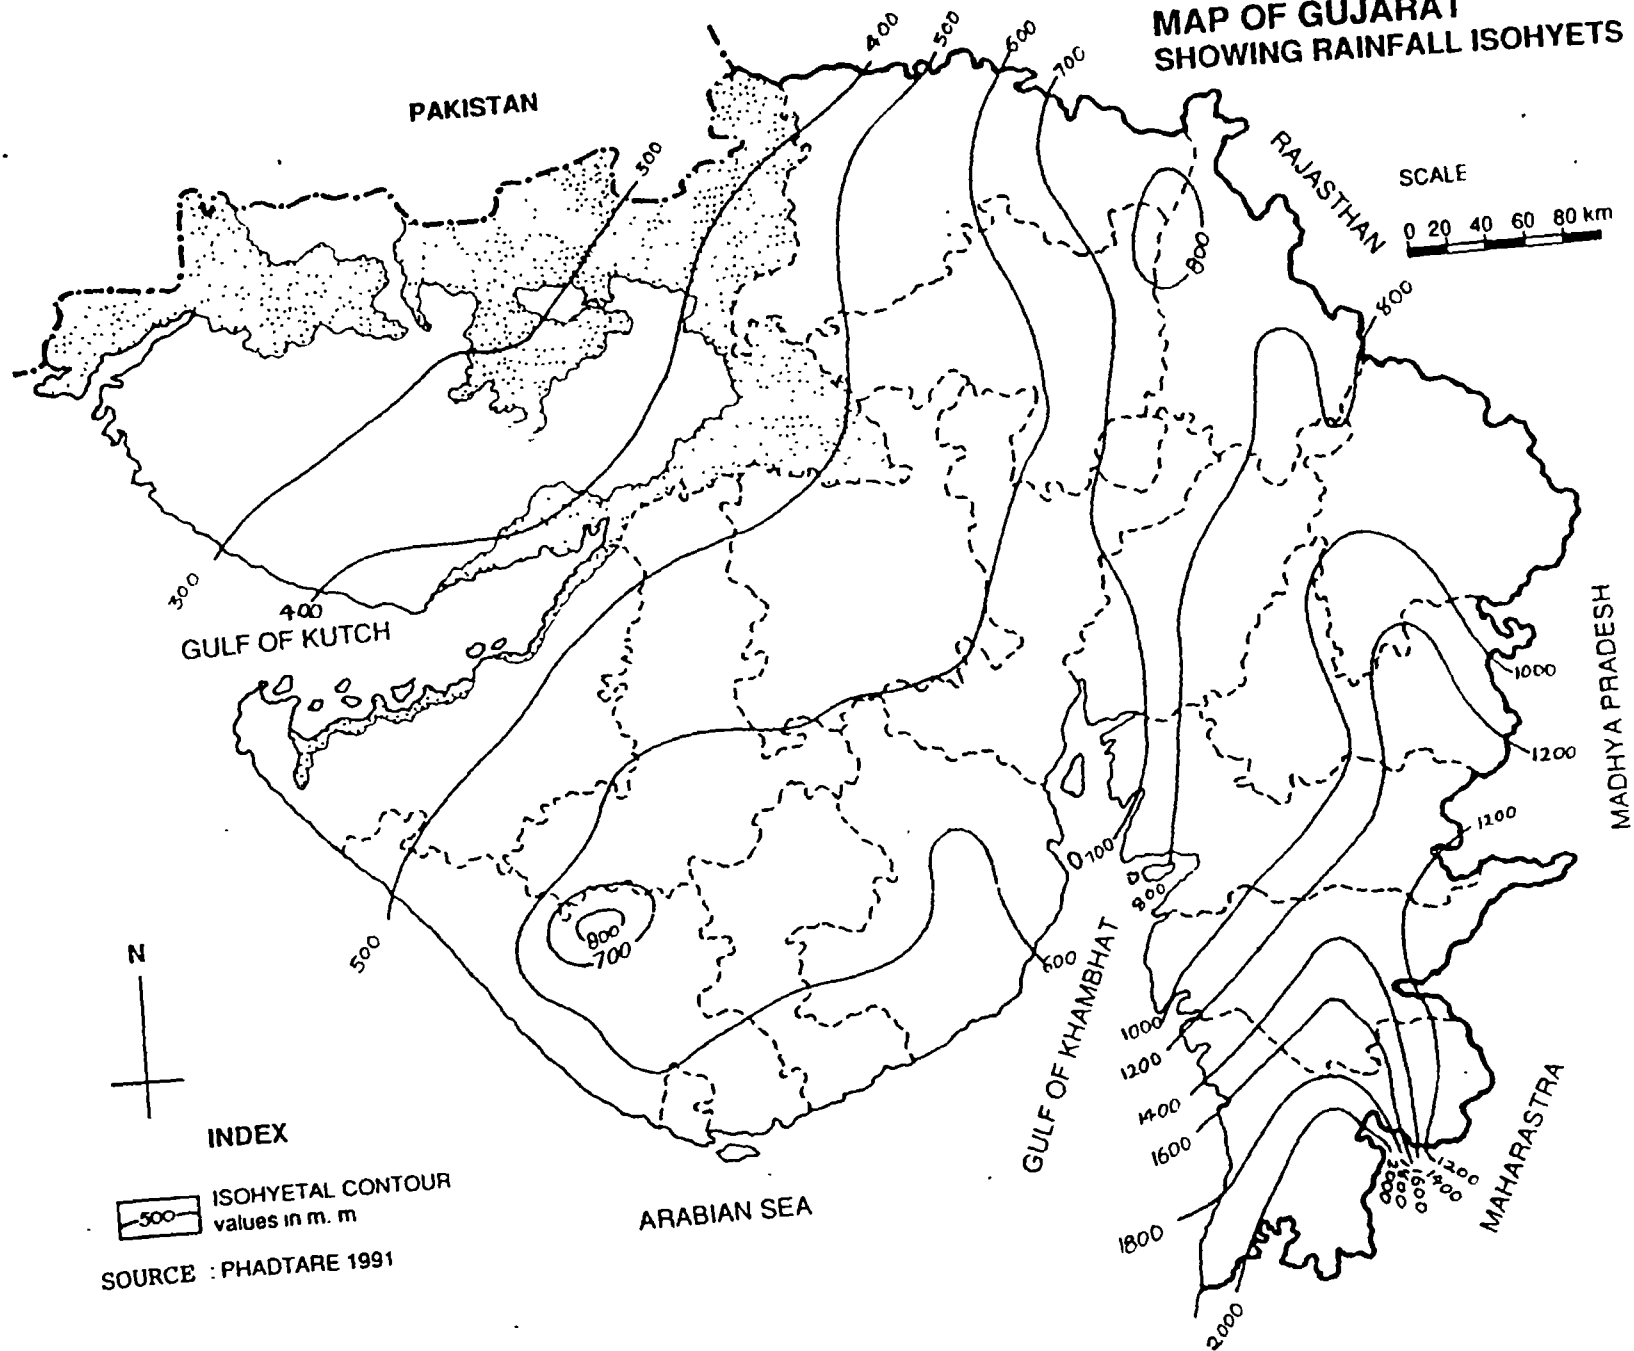 MAP OF GUJARAT
SHOWING RAINFALL ISOHYETS
400
500
600
700
PAKISTAN
300
RAJASTHAN
SCALE
0 20 40 60 80 km
800
800
300
400
GULF OF KUTCH
MADHYA PRADESH
1000
1200
1200
700
800
800
700
500
600
GULF OF KHAMBHAT
N
1000
1200
1400
1600
1800
2000
1200
1400
1600
MAHARASTRA
INDEX
500
ISOHYETAL CONTOUR
values in m. m
SOURCE : PHADTARE 1991
ARABIAN SEA